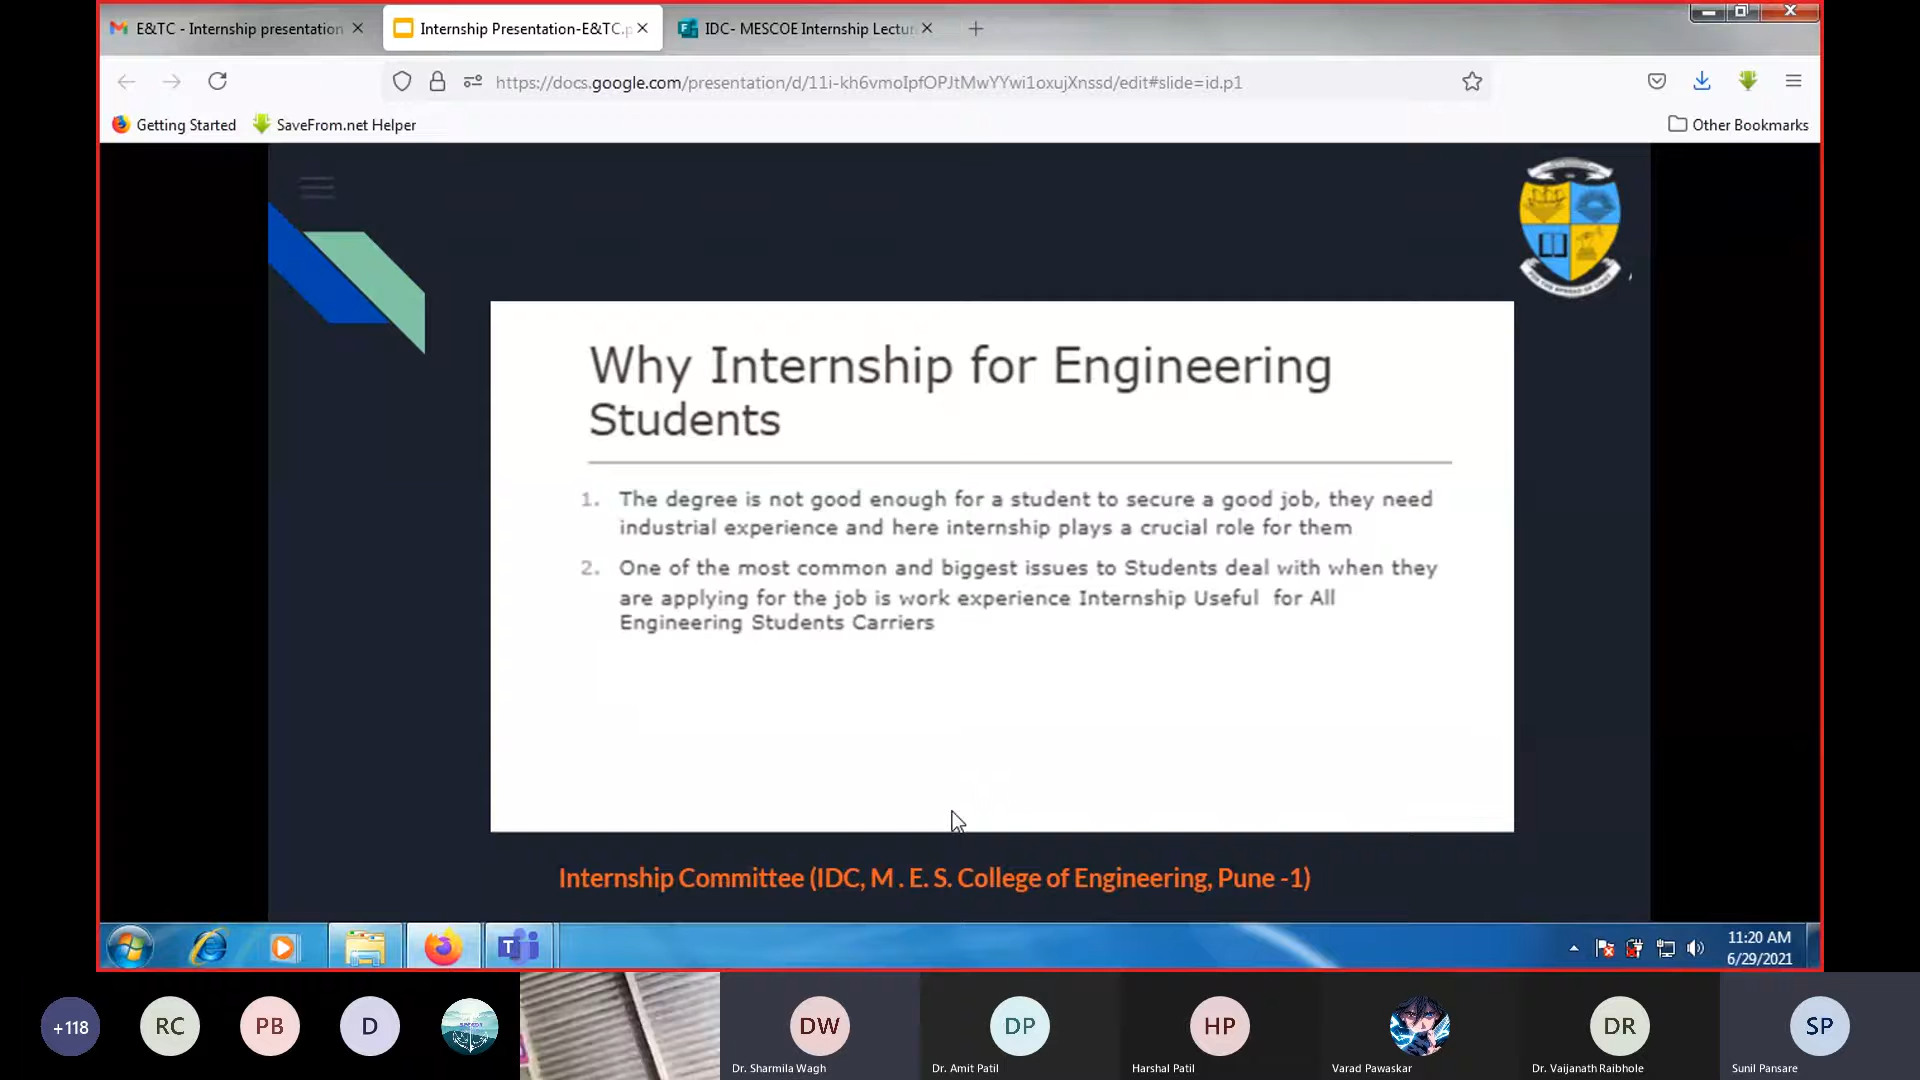 E&TC - Internship presentation
Internship Presentation-E&TC.p
IDC- MESCOE Internship Lectur
https://docs.google.com/presentation/d/11i-kh6vmoIpfOPJtMwYYwi1oxujXnssd/edit#slide=id.p1
Getting Started
SaveFrom.net Helper
Other Bookmarks
Why Internship for Engineering
Students
1. The degree is not good enough for a student to secure a good job, they need
industrial experience and here internship plays a crucial role for them
2. One of the most common and biggest issues to Students deal with when they
are applying for the job is work experience Internship Useful for All
Engineering Students Carriers
Internship Committee (IDC, M . E. S. College of Engineering, Pune -1)
11:20 AM
6/29/2021
+118
RC
PB
D
DW
DP
HP
DR
SP
Dr. Sharmila Wagh
Dr. Amit Patil
Harshal Patil
Varad Pawaskar
Dr. Vaijanath Raibhole
Sunil Pansare